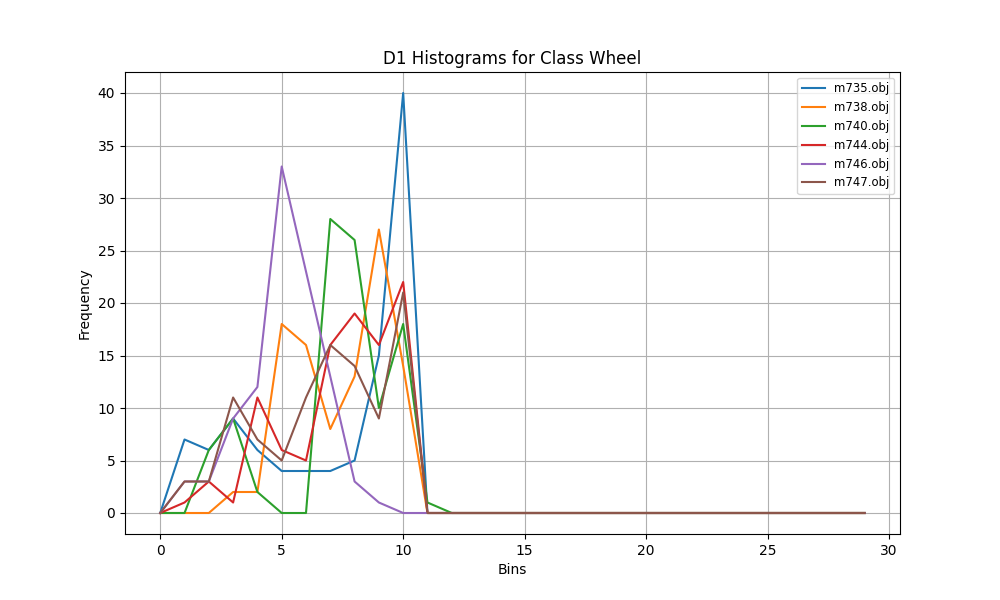 D1 Histograms for Class Wheel
m735.obj
m738.obj
m740.obj
m744.obj
m746.obj
m747.obj
Frequency
40
35
30
25
20
15
10
5
0
0 5 10 15 20 25 30
Bins